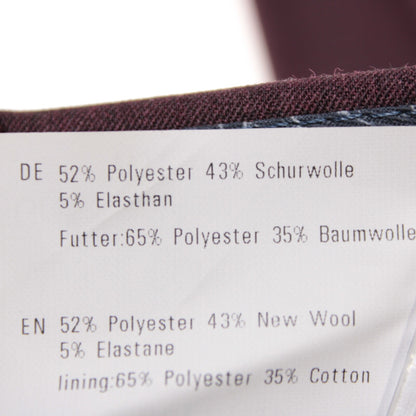 DE 52% Polyester 43% Schurwolle
5% Elasthan
Futter:65% Polyester 35% Baumwolle
EN 52% Polyester 43% New Wool
5% Elastane
lining:65% Polyester 35% Cotton